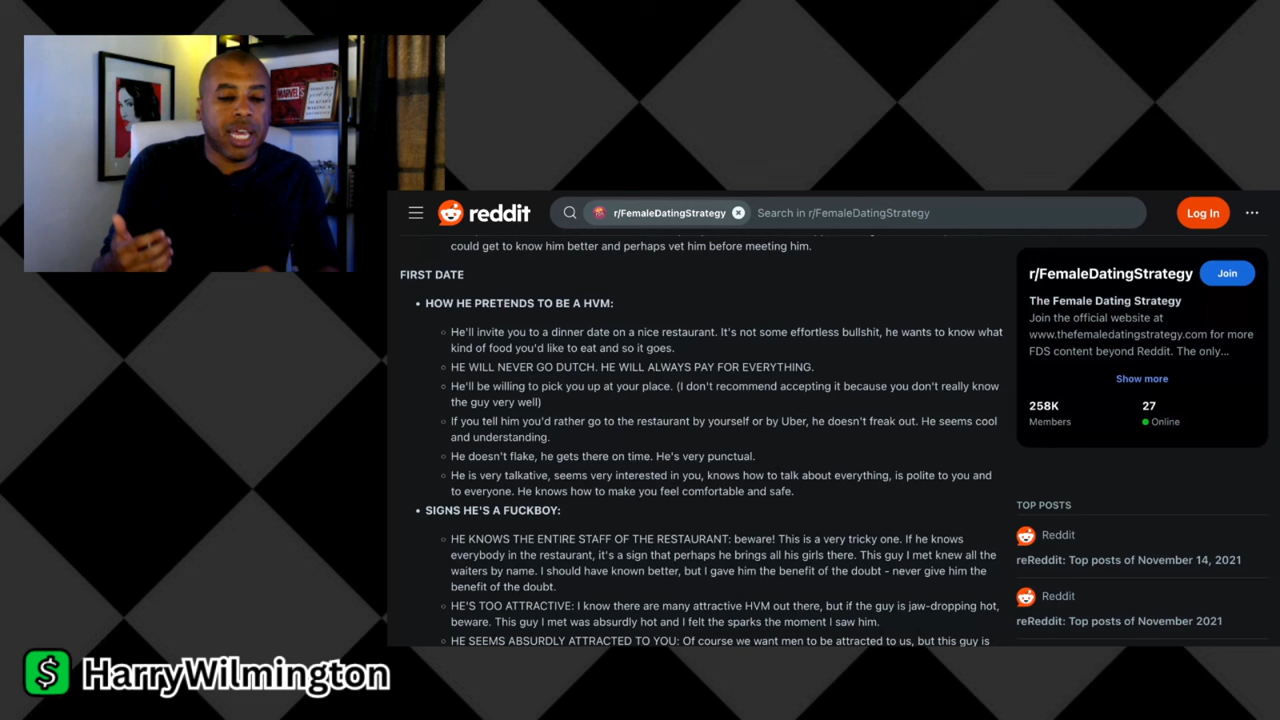 MARVEL
reddit
r/FemaleDatingStrategy
Search in r/FemaleDatingStrategy
Log In
could get to know him better and perhaps vet him before meeting him.
FIRST DATE
• HOW HE PRETENDS TO BE A HVM:
○ He'll invite you to a dinner date on a nice restaurant. It's not some effortless bullshit, he wants to know what
kind of food you'd like to eat and so it goes.
○ HE WILL NEVER GO DUTCH. HE WILL ALWAYS PAY FOR EVERYTHING.
○ He'll be willing to pick you up at your place. (I don't recommend accepting it because you don't really know
the guy very well)
○ If you tell him you'd rather go to the restaurant by yourself or by Uber, he doesn't freak out. He seems cool
and understanding.
○ He doesn't flake, he gets there on time. He's very punctual.
○ He is very talkative, seems very interested in you, knows how to talk about everything, is polite to you and
to everyone. He knows how to make you feel comfortable and safe.
• SIGNS HE'S A FUCKBOY:
○ HE KNOWS THE ENTIRE STAFF OF THE RESTAURANT: beware! This is a very tricky one. If he knows
everybody in the restaurant, it's a sign that perhaps he brings all his girls there. This guy I met knew all the
waiters by name. I should have known better, but I gave him the benefit of the doubt - never give him the
benefit of the doubt.
○ HE'S TOO ATTRACTIVE: I know there are many attractive HVM out there, but if the guy is jaw-dropping hot,
beware. This guy I met was absurdly hot and I felt the sparks the moment I saw him.
○ HE SEEMS ABSURDLY ATTRACTED TO YOU: Of course we want men to be attracted to us, but this guy is
r/FemaleDatingStrategy
Join
The Female Dating Strategy
Join the official website at
www.thefemaledatingstrategy.com for more
FDS content beyond Reddit. The only...
Show more
258K 27
Members Online
TOP POSTS
Reddit
reReddit: Top posts of November 14, 2021
Reddit
reReddit: Top posts of November 2021
$ HarryWilmington